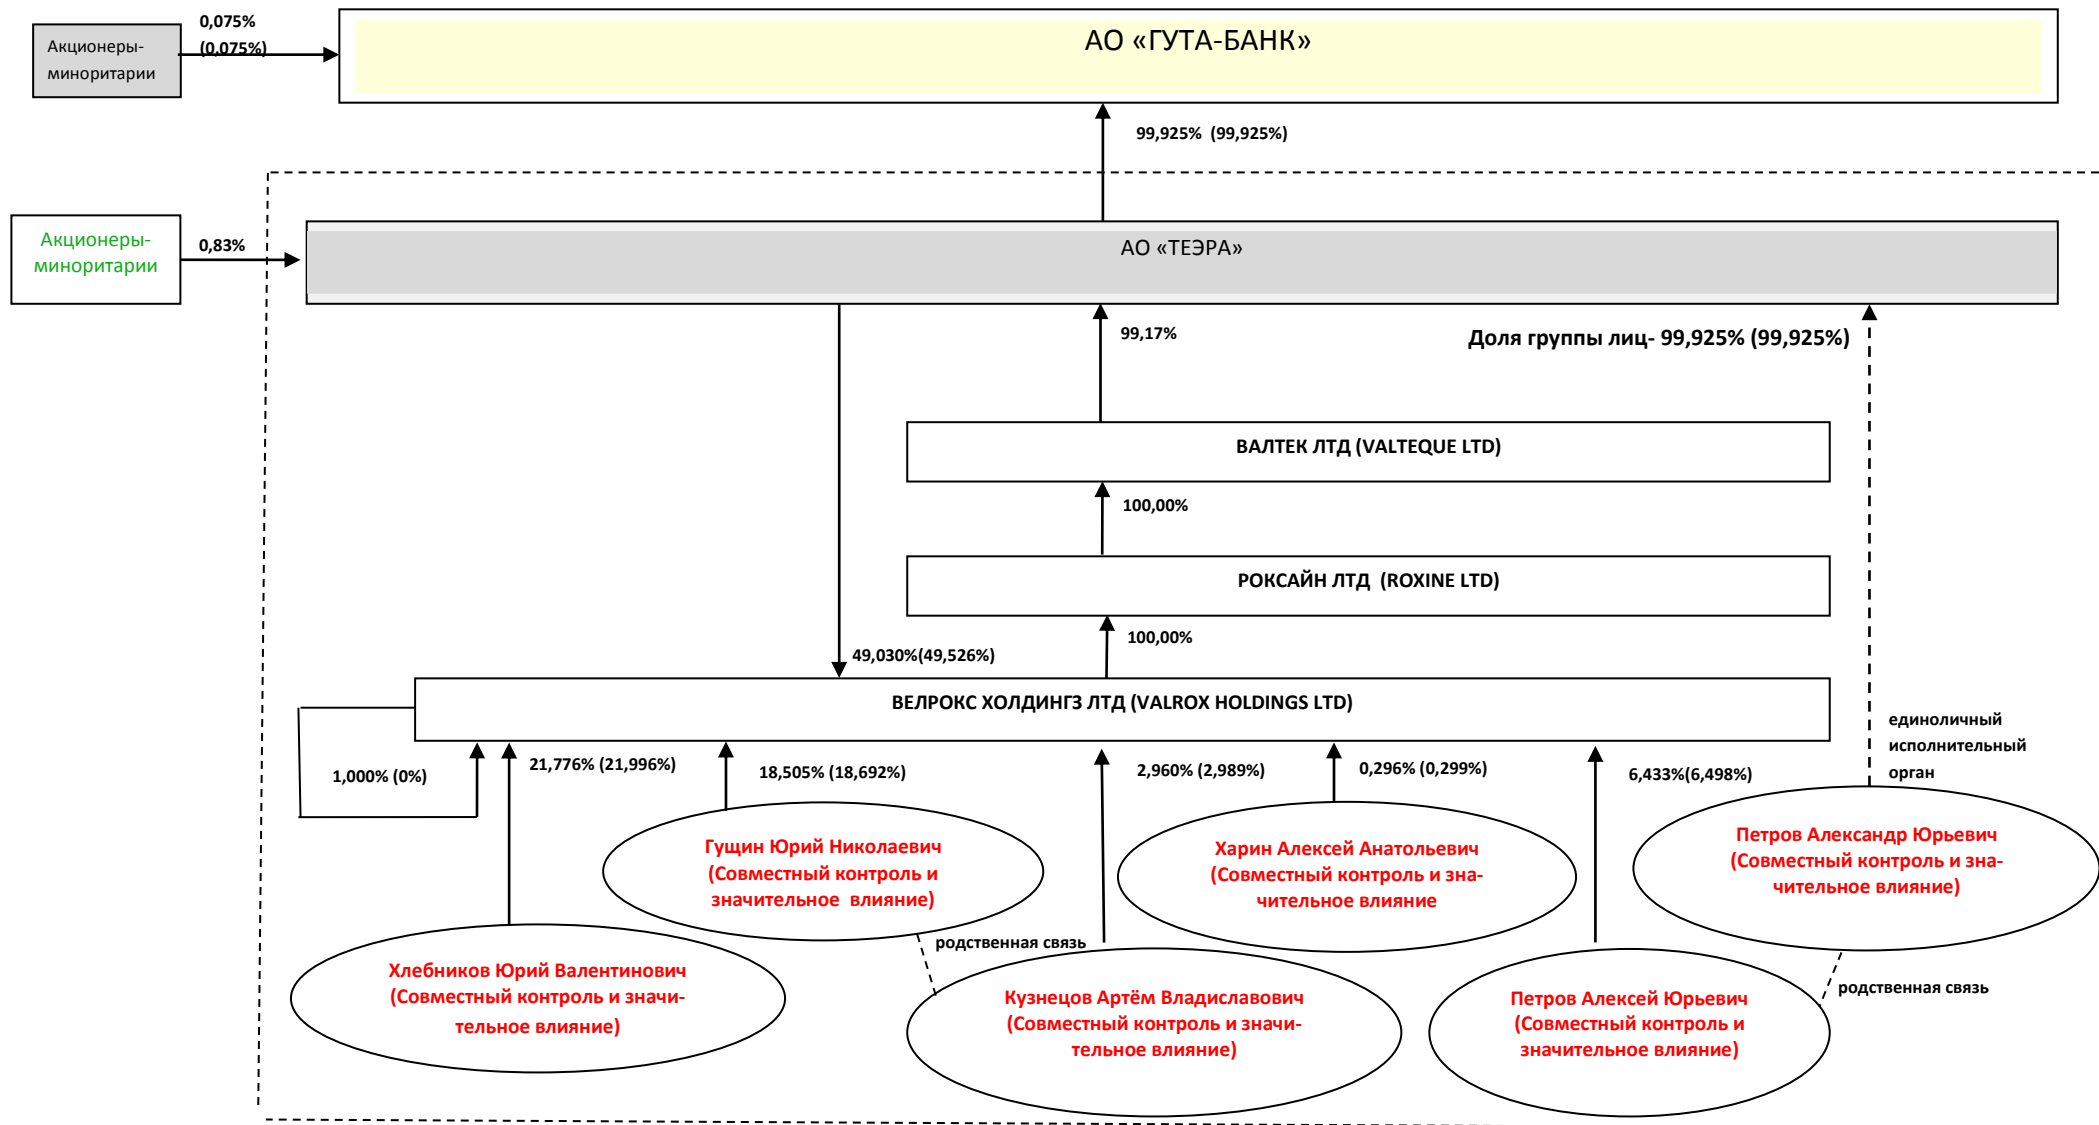 0,075%
(0,075%)
Акционеры-
миноритарии
АО «ГУТА-БАНК»
99,925% (99,925%)
Акционеры-
миноритарии
0,83%
АО «ТЕЭРА»
99,17%
Доля группы лиц- 99,925% (99,925%)
ВАЛТЕК ЛТД (VALTEQUE LTD)
100,00%
РОКСАЙН ЛТД (ROXINE LTD)
100,00%
49,030%(49,526%)
ВЕЛРОКС ХОЛДИНГЗ ЛТД (VALROX HOLDINGS LTD)
единоличный
исполнительный
орган
1,000% (0%)
21,776% (21,996%)
18,505% (18,692%)
2,960% (2,989%)
0,296% (0,299%)
6,433%(6,498%)
Гущин Юрий Николаевич
(Совместный контроль и
значительное влияние)
Харин Алексей Анатольевич
(Совместный контроль и зна-
чительное влияние
Петров Александр Юрьевич
(Совместный контроль и зна-
чительное влияние)
родственная связь
Хлебников Юрий Валентинович
(Совместный контроль и значи-
тельное влияние)
Кузнецов Артём Владиславович
(Совместный контроль и значи-
тельное влияние)
Петров Алексей Юрьевич
(Совместный контроль и
значительное влияние)
родственная связь